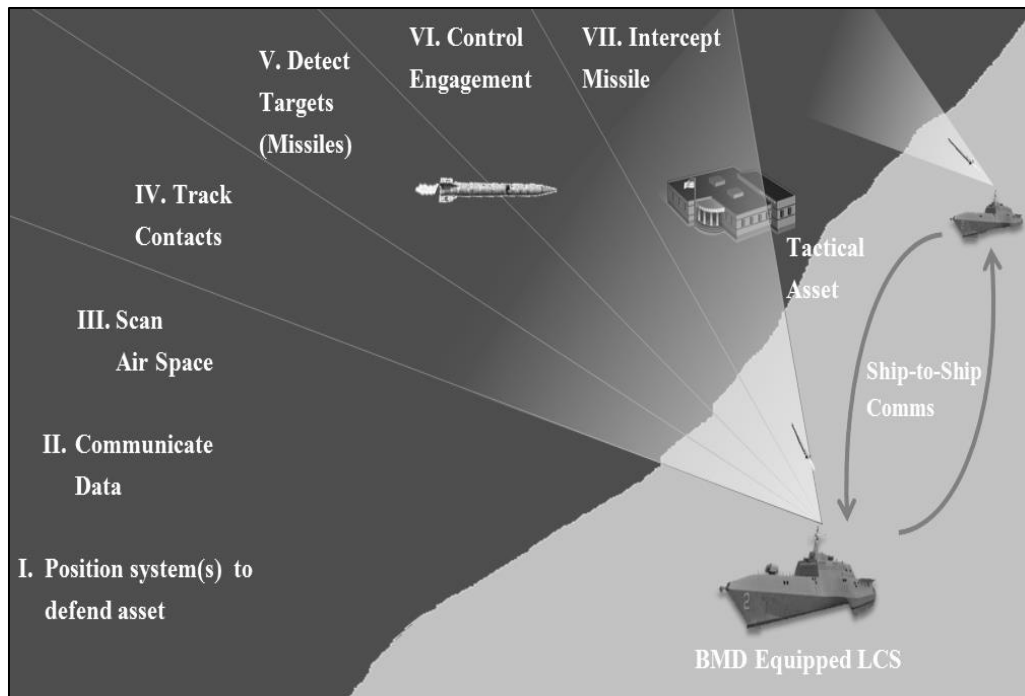 VI. Control
Engagement
VII. Intercept
Missile
V. Detect
Targets
(Missiles)
IV. Track
Contacts
Tactical
Asset
III. Scan
Air Space
Ship-to-Ship
Comms
II. Communicate
Data
I. Position system(s) to
defend asset
2
BMD Equipped LCS